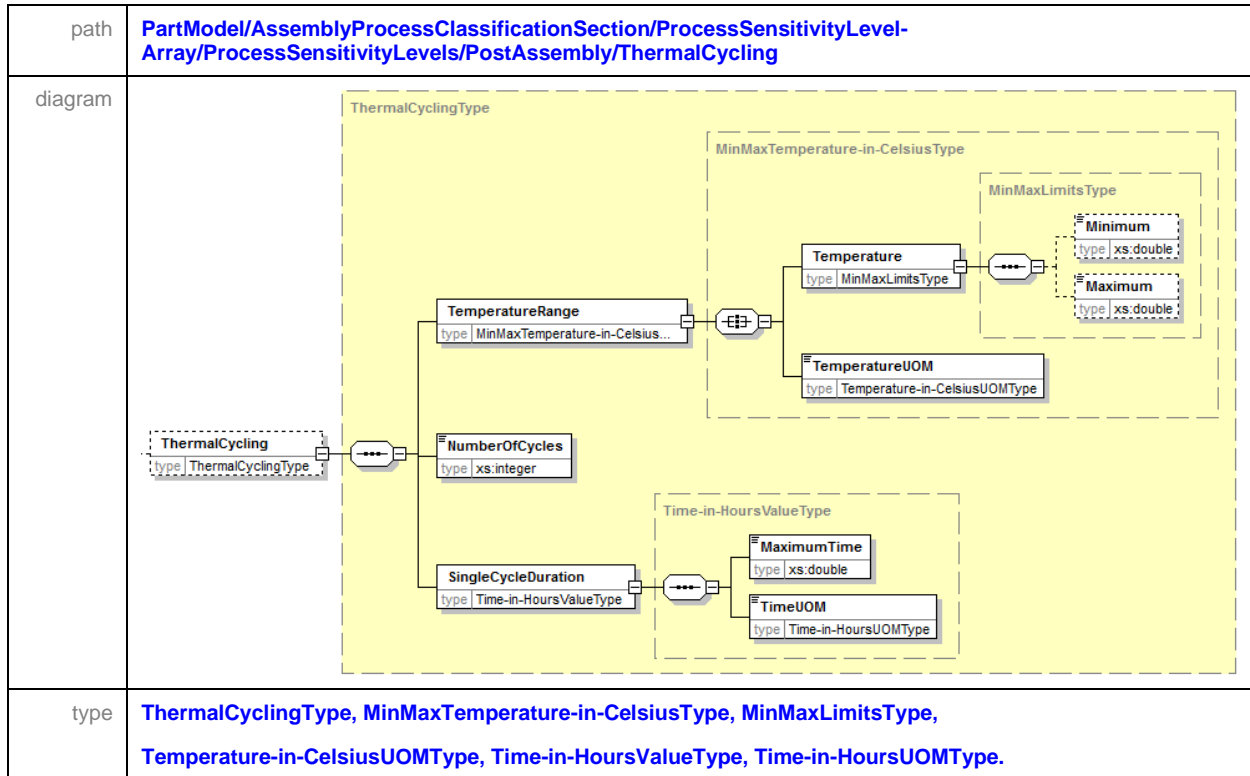 path
PartModel/AssemblyProcessClassificationSection/ProcessSensitivityLevel-
Array/ProcessSensitivityLevels/PostAssembly/ThermalCycling
diagram
ThermalCyclingType
MinMaxTemperature-in-CelsiusType
MinMaxLimitsType
Minimum
type xs:double
Temperature
type MinMaxLimitsType
Maximum
type xs:double
TemperatureRange
type MinMaxTemperature-in-Celsius...
TemperatureUOM
type Temperature-in-CelsiusUOMType
ThermalCycling
type ThermalCyclingType
NumberOfCycles
type xs:integer
Time-in-HoursValueType
MaximumTime
type xs:double
SingleCycleDuration
type Time-in-HoursValueType
TimeUOM
type Time-in-HoursUOMType
type
ThermalCyclingType, MinMaxTemperature-in-CelsiusType, MinMaxLimitsType,
Temperature-in-CelsiusUOMType, Time-in-HoursValueType, Time-in-HoursUOMType.